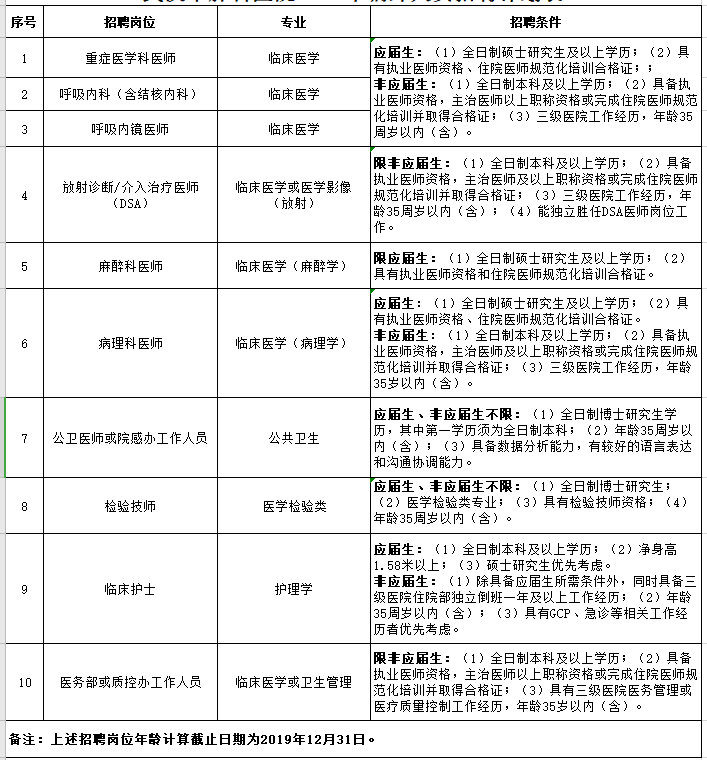 序号 招聘岗位 专业 招聘条件
1 重症医学科医师 临床医学
2 呼吸内科（含结核内科） 临床医学
3 呼吸内镜医师 临床医学
应届生：（1）全日制硕士研究生及以上学历；（2）具
有执业医师资格、住院医师规范化培训合格证；；
非应届生：（1）全日制本科及以上学历；（2）具备执
业医师资格，主治医师以上职称资格或完成住院医师规范
化培训并取得合格证；（3）三级医院工作经历，年龄35
周岁以内（含）。
4 放射诊断/介入治疗医师
（DSA）
临床医学或医学影像
（放射）
限非应届生：（1）全日制本科及以上学历；（2）具备
执业医师资格，主治医师及以上职称资格或完成住院医师
规范化培训并取得合格证；（3）三级医院工作经历，年
龄35周岁以内（含）；（4）能独立胜任DSA医师岗位工
作。
5 麻醉科医师 临床医学（麻醉学）
限应届生：（1）全日制硕士研究生及以上学历；（2）
具有执业医师资格和住院医师规范化培训合格证。
6 病理科医师 临床医学（病理学）
应届生：（1）全日制硕士研究生及以上学历；（2）具
有执业医师资格、住院医师规范化培训合格证。
非应届生：（1）全日制本科及以上学历；（2）具备执
业医师资格，主治医师及以上职称资格或完成住院医师规
范化培训并取得合格证；（3）三级医院工作经历，年龄
35岁以内（含）。
7 公卫医师或院感办工作人员 公共卫生
应届生、非应届生不限：（1）全日制博士研究生学
历，其中第一学历须为全日制本科；（2）年龄35周岁以
内（含）；（3）具备数据分析能力，有较好的语言表达
和沟通协调能力。
8 检验技师 医学检验类
应届生、非应届生不限：（1）全日制博士研究生；
（2）医学检验类专业；（3）具有检验技师资格；（4）
年龄35周岁以内（含）。
9 临床护士 护理学
应届生：（1）全日制本科及以上学历；（2）净身高
1.58米以上；（3）硕士研究生优先考虑。
非应届生：（1）除具备应届生所需条件外，同时具备三
级医院住院部独立倒班一年及以上工作经历；（2）年龄
35周岁以内（含）；（3）具有GCP、急诊等相关工作经
历者优先考虑。
10 医务部或质控办工作人员 临床医学或卫生管理
限非应届生：（1）全日制本科及以上学历；（2）具备
执业医师资格，主治医师以上职称资格或完成住院医师规
范化培训并取得合格证；（3）具有三级医院医务管理或
医疗质量控制工作经历，年龄35岁以内（含）。
备注：上述招聘岗位年龄计算截止日期为2019年12月31日。